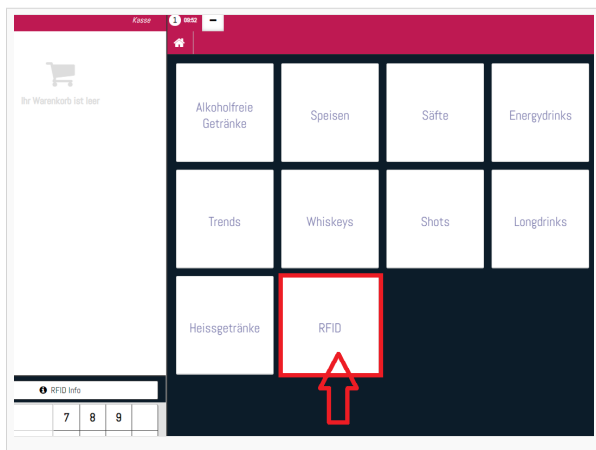 Kasse
1 09:52
Ihr Warenkorb ist leer
Alkoholfreie
Getränke
Speisen
Säfte
Energydrinks
Trends
Whiskeys
Shots
Longdrinks
Heissgetränke
RFID
RFID Info
7 8 9